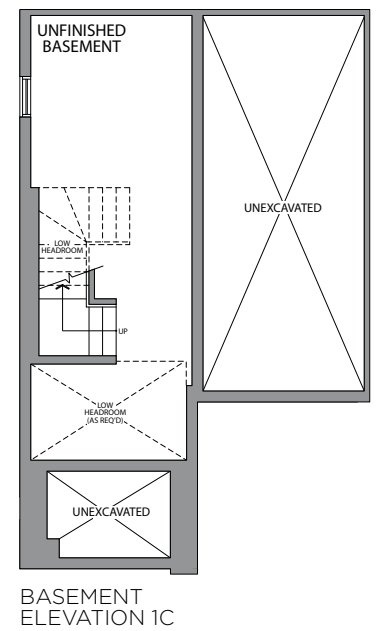 UNFINISHED
BASEMENT
UNEXCAVATED
LOW
HEADROOM
UP
LOW
HEADROOM
(AS REQ'D)
UNEXCAVATED
BASEMENT
ELEVATION 1C